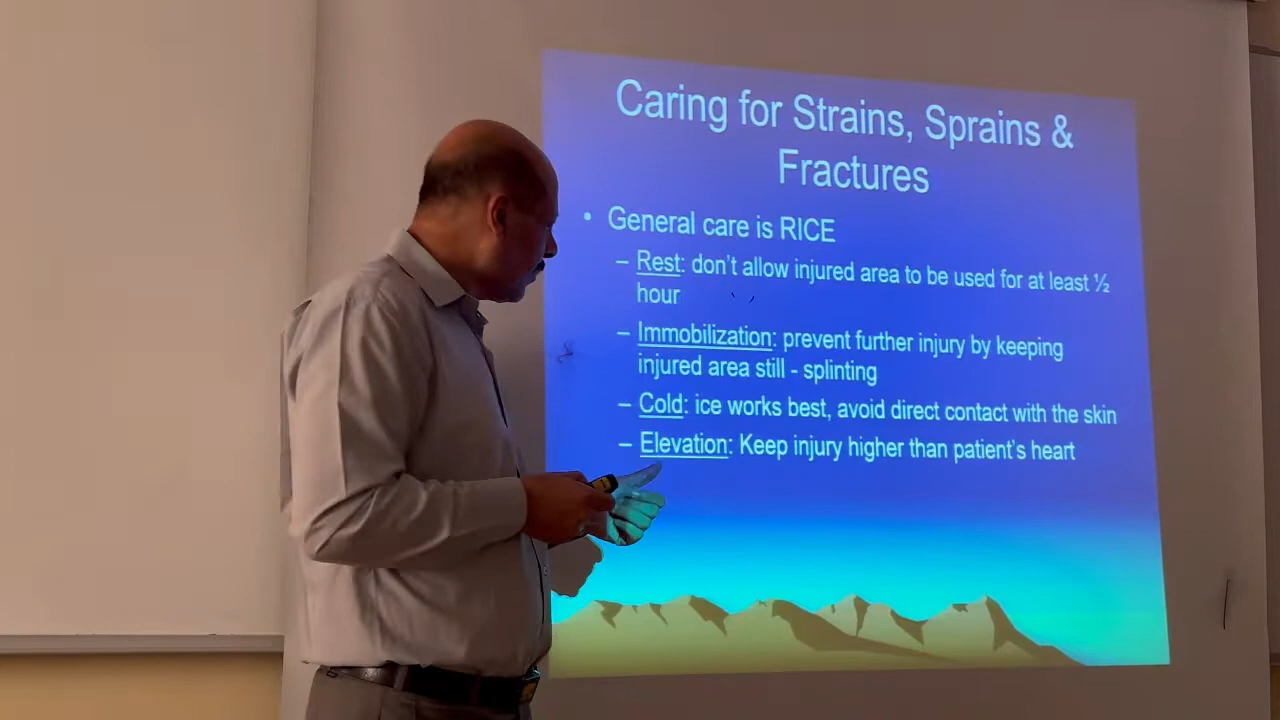 Caring for Strains, Sprains &
Fractures
• General care is RICE
– Rest: don't allow injured area to be used for at least ½
hour
– Immobilization: prevent further injury by keeping
injured area still - splinting
– Cold: ice works best, avoid direct contact with the skin
– Elevation: Keep injury higher than patient's heart